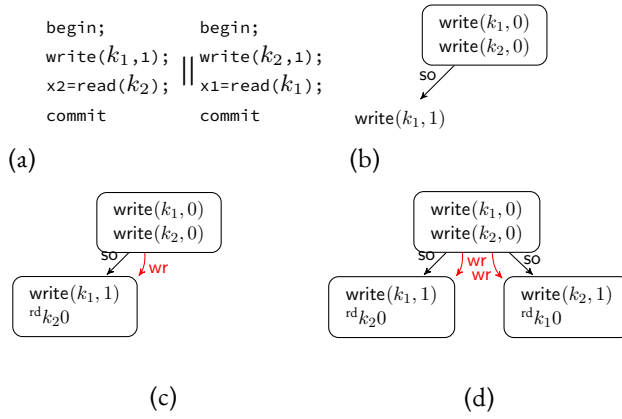 begin;
write(k₁,1);
x2=read(k₂);
commit
||
begin;
write(k₂,1);
x1=read(k₁);
commit
(a)
write(k₁, 0)
write(k₂, 0)
so
write(k₁, 1)
(b)
write(k₁, 0)
write(k₂, 0)
so
wr
write(k₁, 1)
ʳᵈk₂0
(c)
write(k₁, 0)
write(k₂, 0)
so
wr
wr
so
write(k₁, 1)
ʳᵈk₂0
write(k₂, 1)
ʳᵈk₁0
(d)